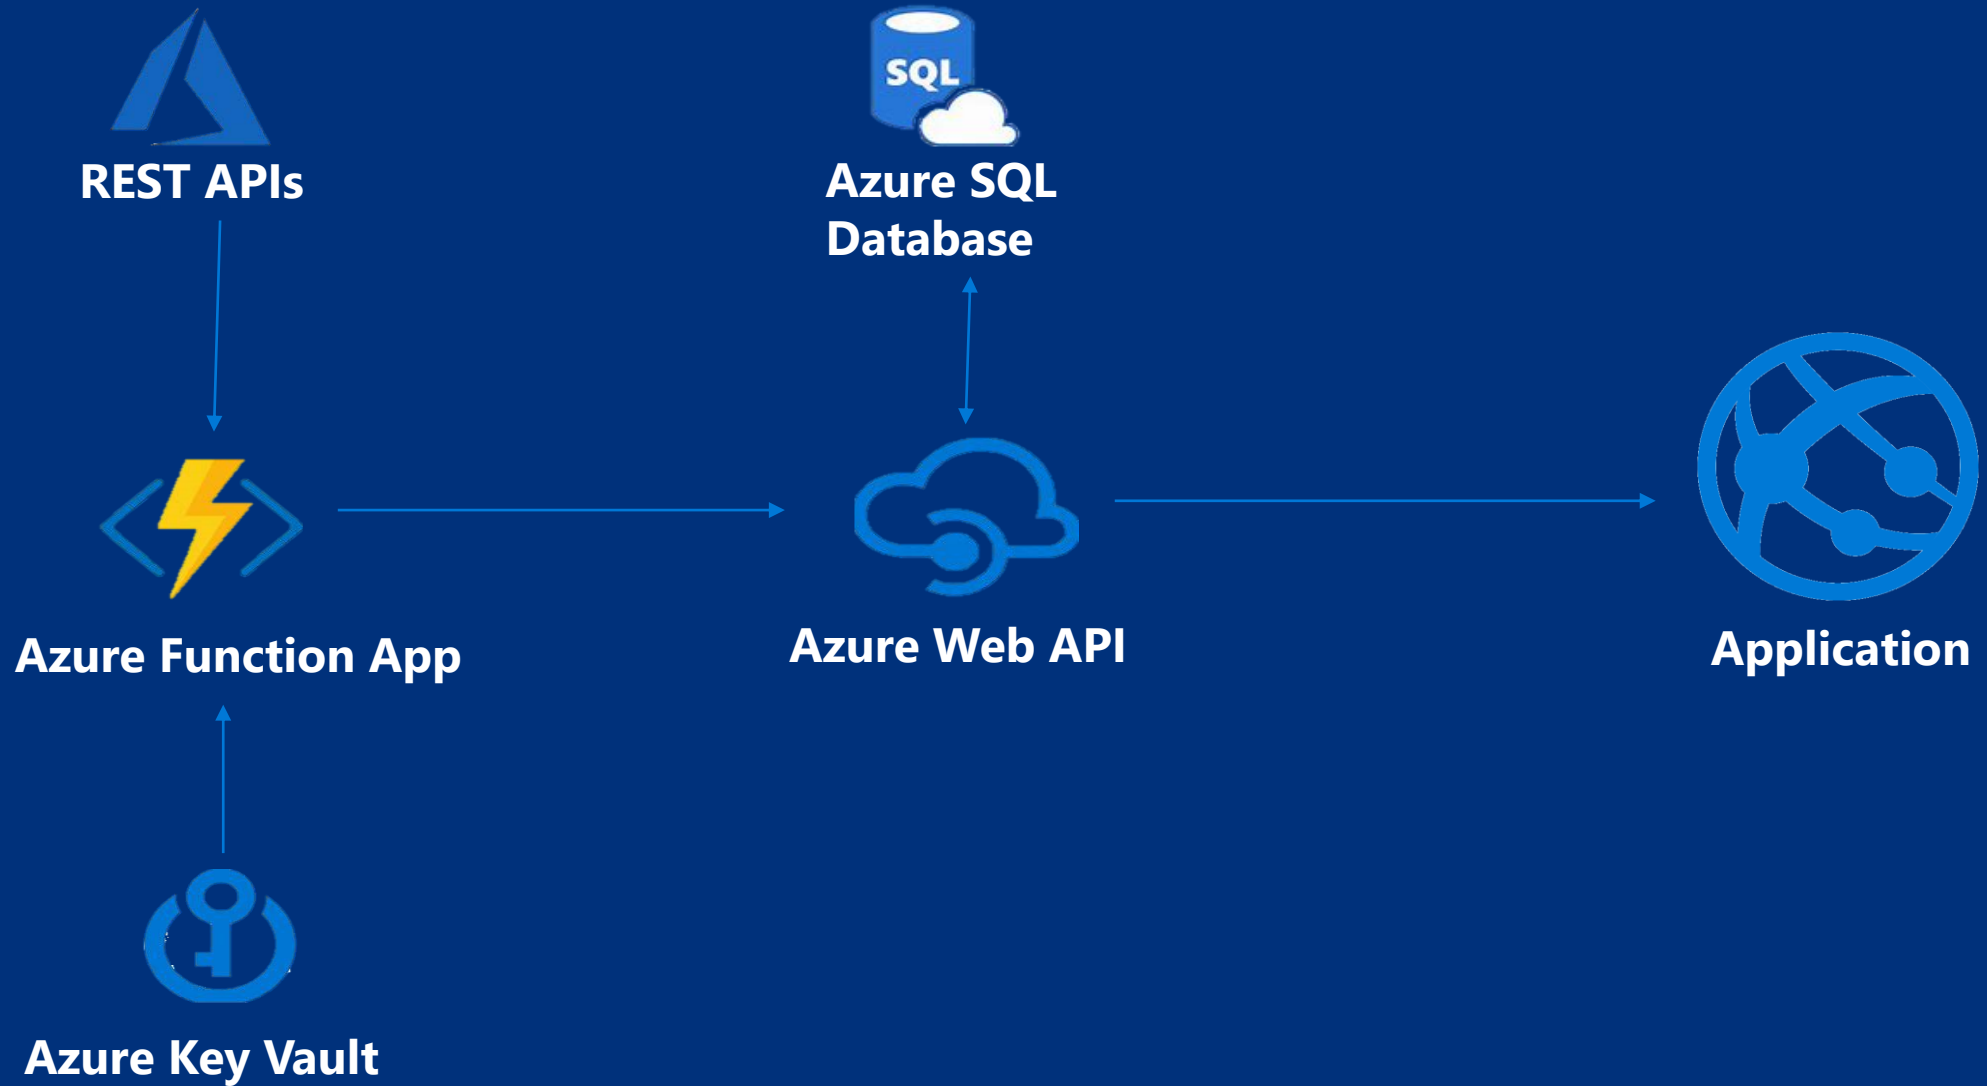 SQL
REST APIs
Azure SQL
Database
Azure Function App
Azure Web API
Application
Azure Key Vault